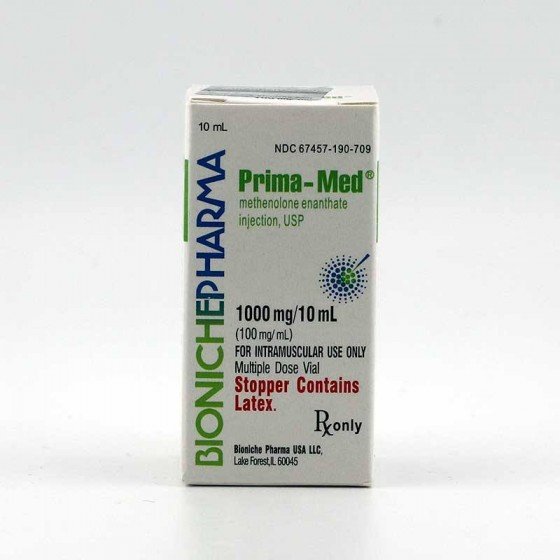 10 mL
NDC 67457-190-709
BIONICHEPHARMA
Prima-Med®
methenolone enanthate
injection, USP
1000 mg/10 mL
(100 mg/mL)
FOR INTRAMUSCULAR USE ONLY
Multiple Dose Vial
Stopper Contains
Latex.
Rx only
Bioniche Pharma USA LLC,
Lake Forest,IL 60045